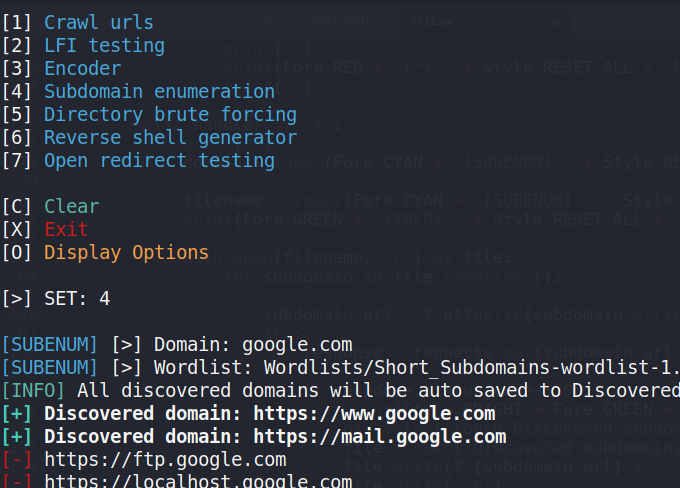 [1] Crawl urls
[2] LFI testing
[3] Encoder
[4] Subdomain enumeration
[5] Directory brute forcing
[6] Reverse shell generator
[7] Open redirect testing
[C] Clear
[X] Exit
[O] Display Options
[>] SET: 4
[SUBENUM] [>] Domain: google.com
[SUBENUM] [>] Wordlist: Wordlists/Short_Subdomains-wordlist-1.
[INFO] All discovered domains will be auto saved to Discovered
[+] Discovered domain: https://www.google.com
[+] Discovered domain: https://mail.google.com
[-] https://ftp.google.com
[-] https://localhost.google.com